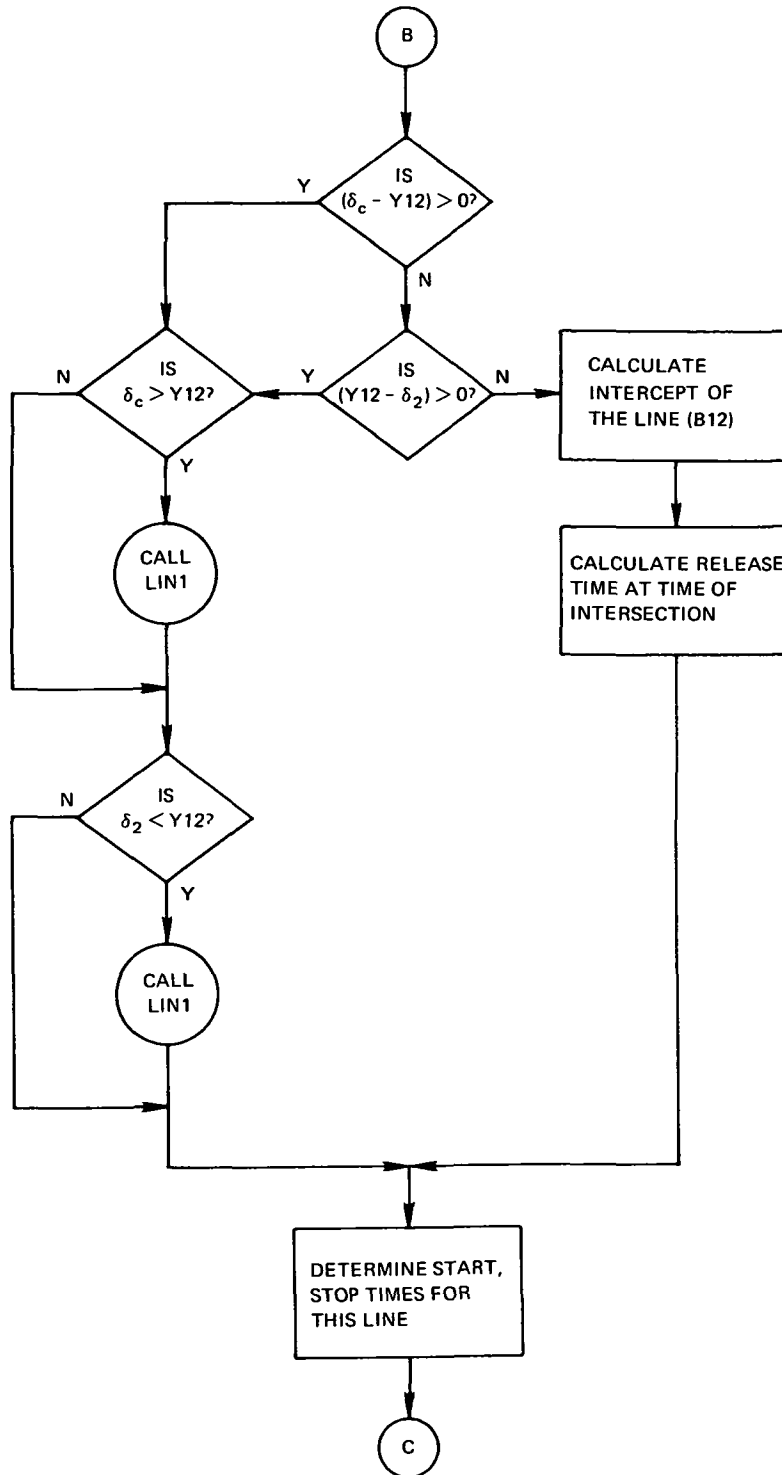 B
IS
(δc - Y12) > 0?
Y
N
IS
δc > Y12?
N
Y
IS
(Y12 - δ2) > 0?
Y
N
CALCULATE
INTERCEPT OF
THE LINE (B12)
CALL
LIN1
CALCULATE RELEASE
TIME AT TIME OF
INTERSECTION
IS
δ2 < Y12?
N
Y
CALL
LIN1
DETERMINE START,
STOP TIMES FOR
THIS LINE
C